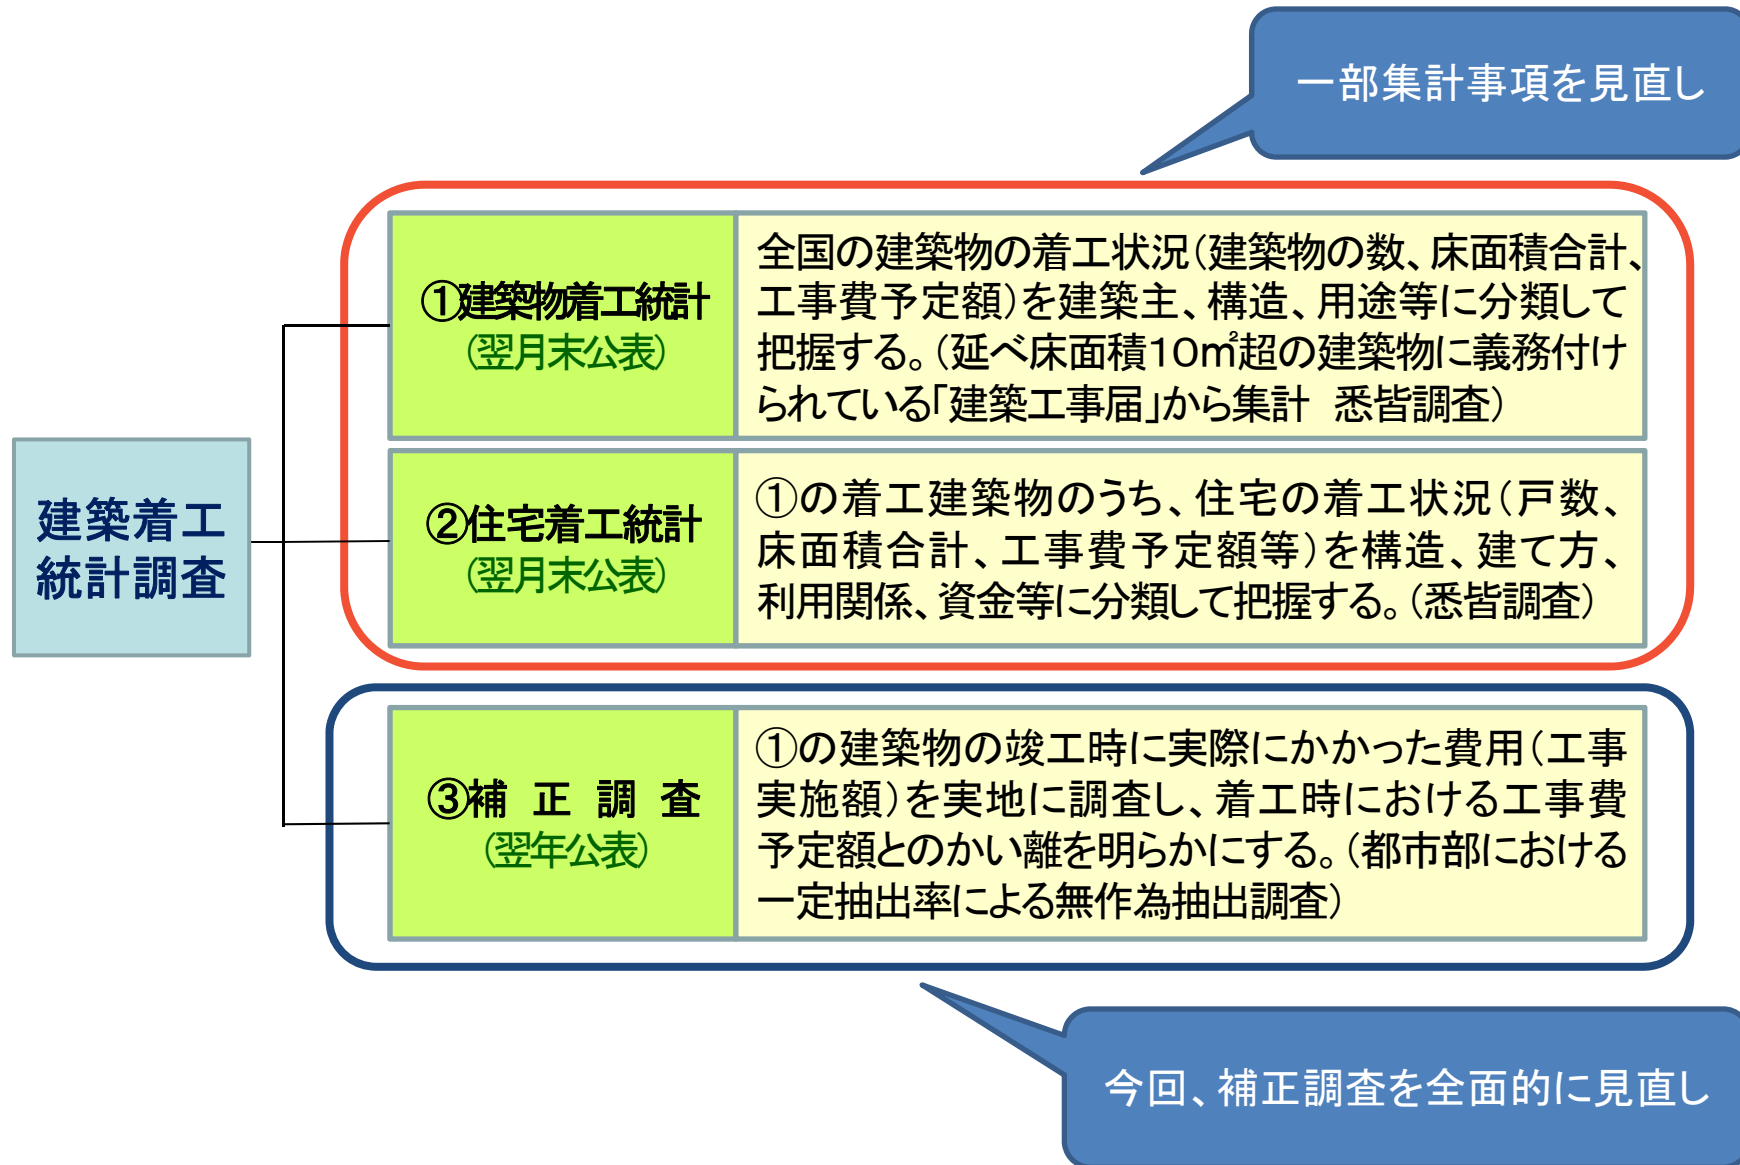 一部集計事項を見直し
①建築物着工統計
(翌月末公表)
全国の建築物の着工状況(建築物の数、床面積合計、
工事費予定額)を建築主、構造、用途等に分類して
把握する。(延べ床面積10㎡超の建築物に義務付け
られている「建築工事届」から集計　悉皆調査)
建築着工
統計調査
②住宅着工統計
(翌月末公表)
①の着工建築物のうち、住宅の着工状況(戸数、
床面積合計、工事費予定額等)を構造、建て方、
利用関係、資金等に分類して把握する。(悉皆調査)
③補　正　調　査
(翌年公表)
①の建築物の竣工時に実際にかかった費用(工事
実施額)を実地に調査し、着工時における工事費
予定額とのかい離を明らかにする。(都市部における
一定抽出率による無作為抽出調査)
今回、補正調査を全面的に見直し